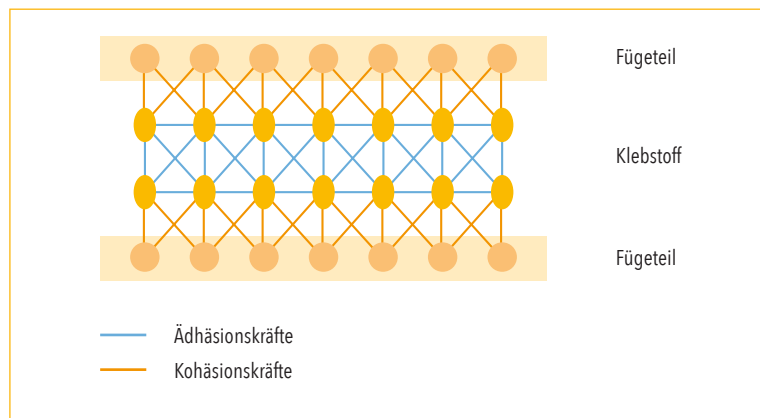 Fügeteil
Klebstoff
Fügeteil
Ädhäsionskräfte
Kohäsionskräfte